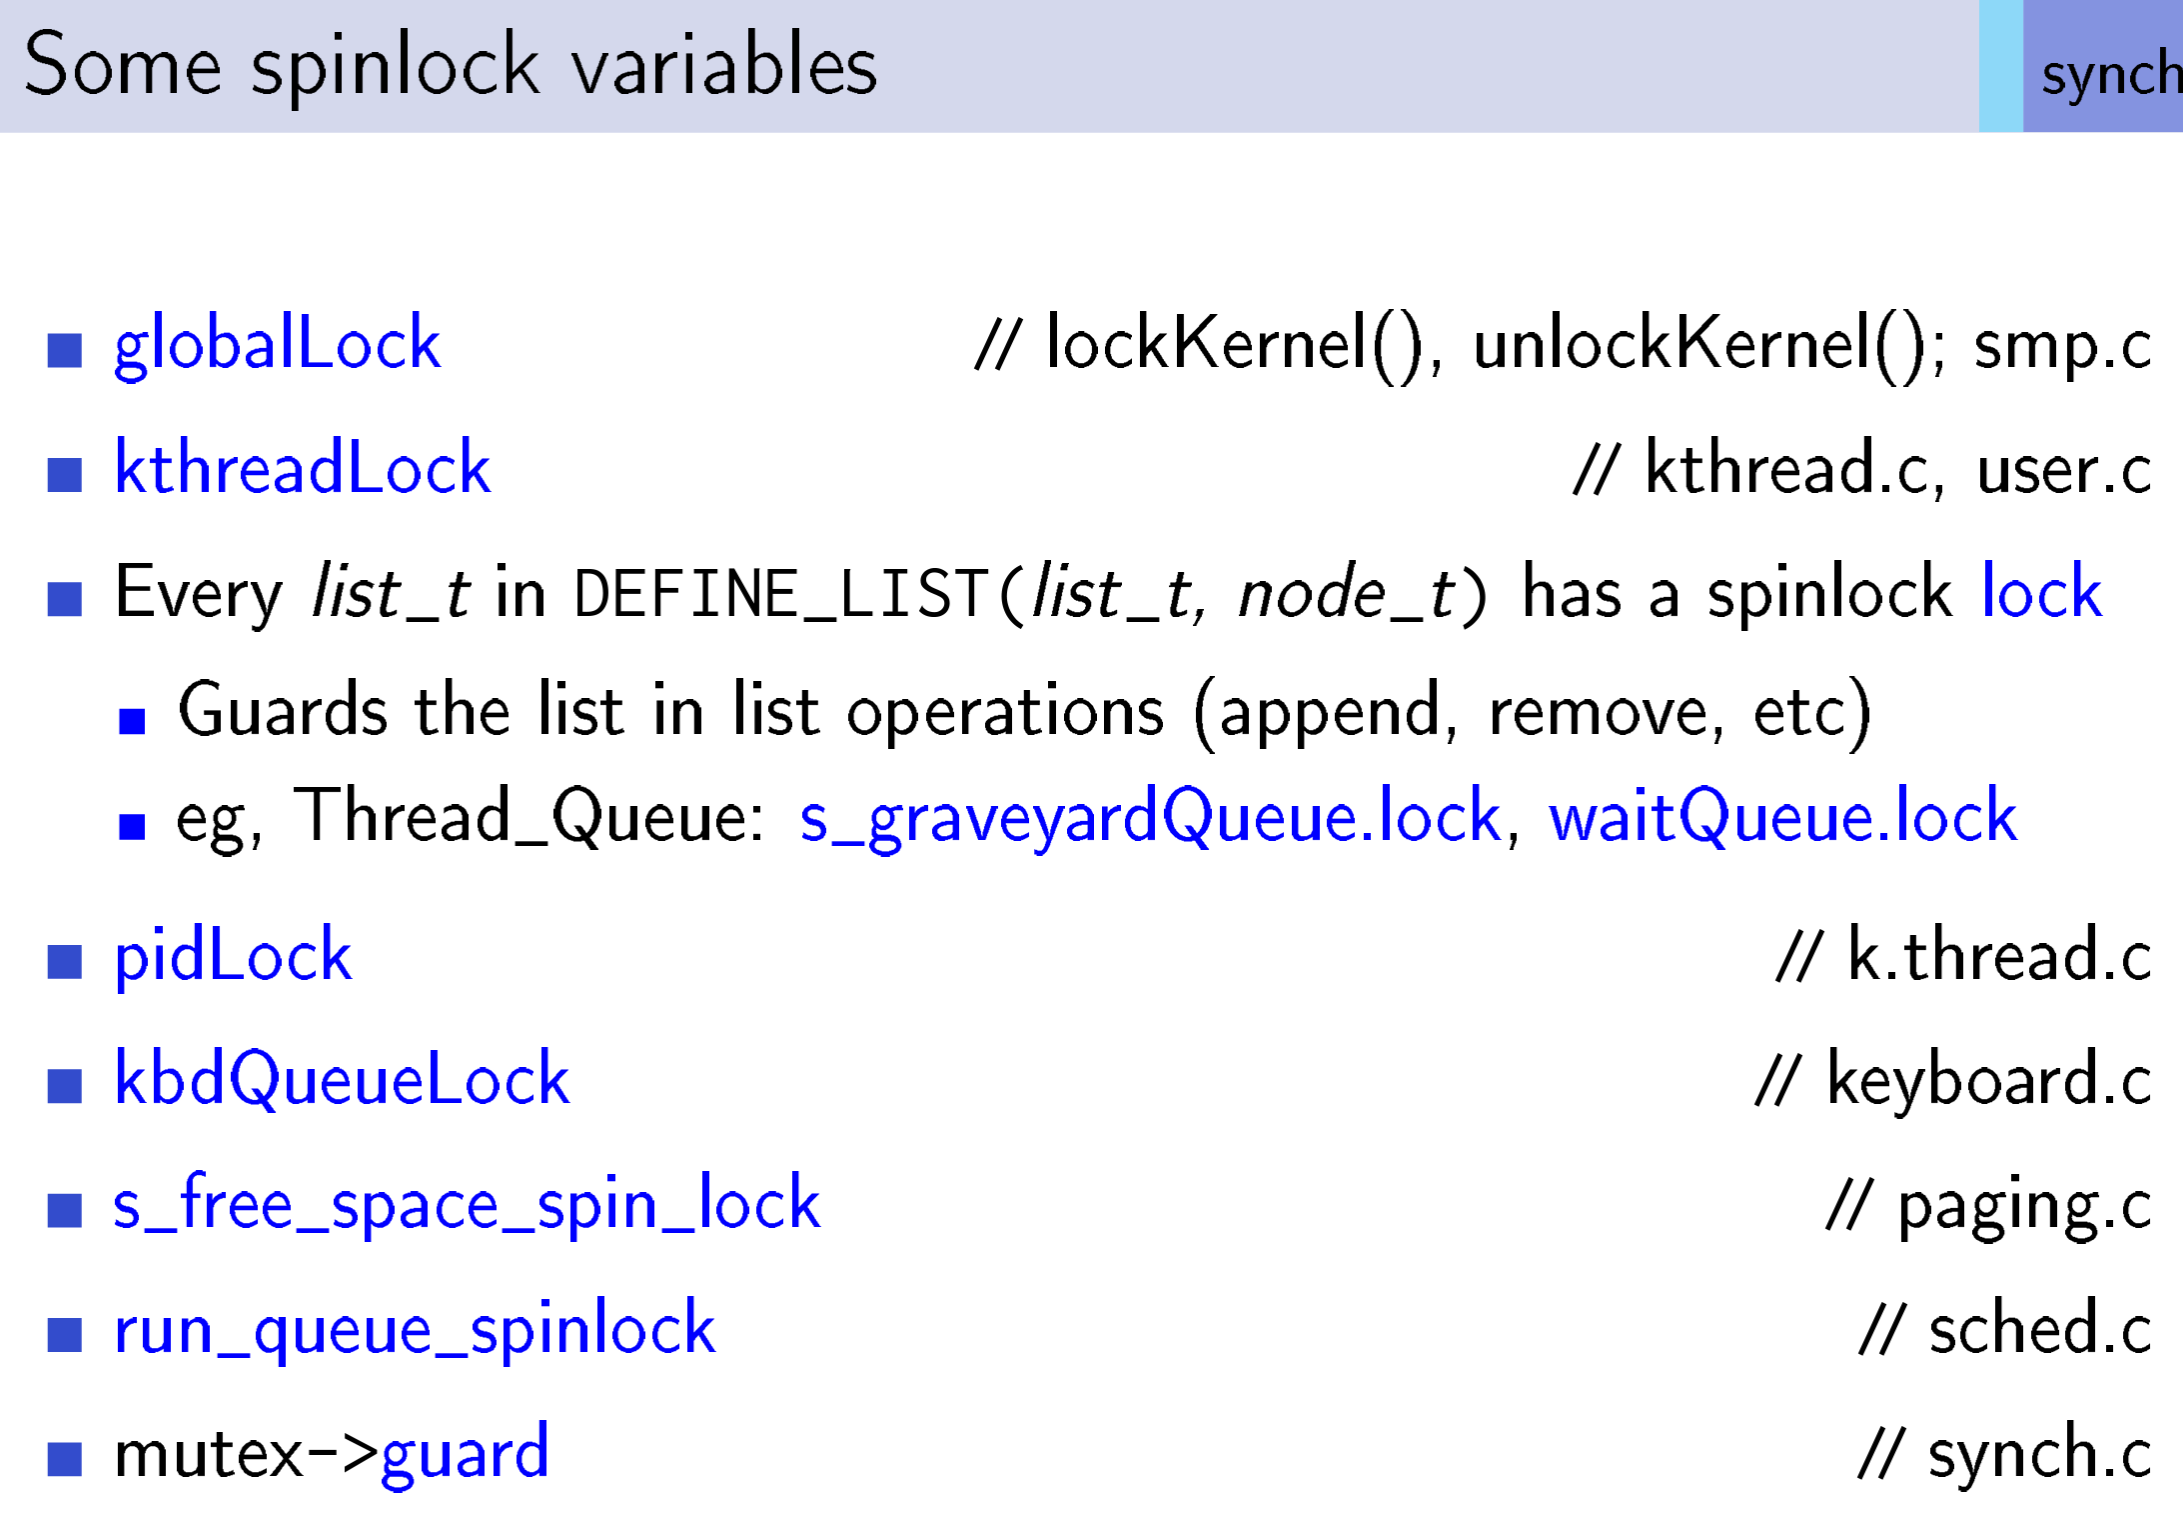 Some spinlock variables synch
globalLock // lockKernel(), unlockKernel(); smp.c
kthreadLock // kthread.c, user.c
Every list_t in DEFINE_LIST(list_t, node_t) has a spinlock lock
Guards the list in list operations (append, remove, etc)
eg, Thread_Queue: s_graveyardQueue.lock, waitQueue.lock
pidLock // k.thread.c
kbdQueueLock // keyboard.c
s_free_space_spin_lock // paging.c
run_queue_spinlock // sched.c
mutex->guard // synch.c